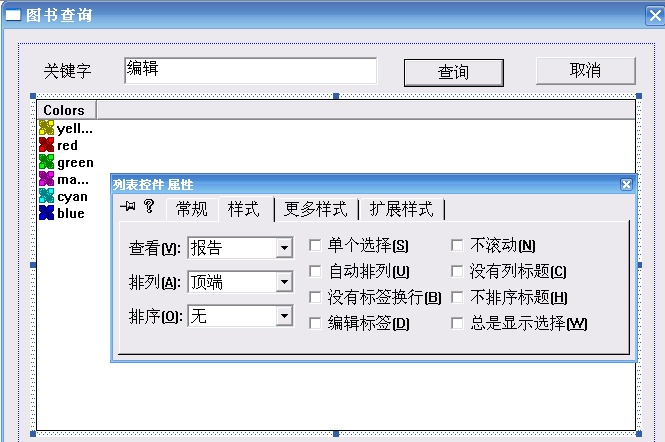 图书查询
关键字 编辑 查询 取消
Colors
yell...
red
green
ma...
cyan
blue
列表控件 属性
? 常规 样式 更多样式 扩展样式
查看(V): 报告 单个选择(S) 不滚动(N)
自动排列(U) 没有列标题(C)
排列(A): 顶端
没有标签换行(B) 不排序标题(H)
排序(O): 无
编辑标签(D) 总是显示选择(W)